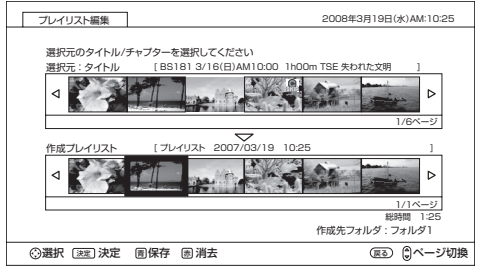 プレイリスト編集 2008年3月19日(水)AM:10:25
選択元のタイトル/チャプターを選択してください
選択元：タイトル [ BS181 3/16(日)AM10:00 1h00m TSE 失われた文明 ]
1/6ページ
作成プレイリスト [ プレイリスト 2007/03/19 10:25 ]
1/1ページ
総時間 1:25
作成先フォルダ：フォルダ1
選択 決定 決定 青 保存 赤 消去 戻る ページ切換